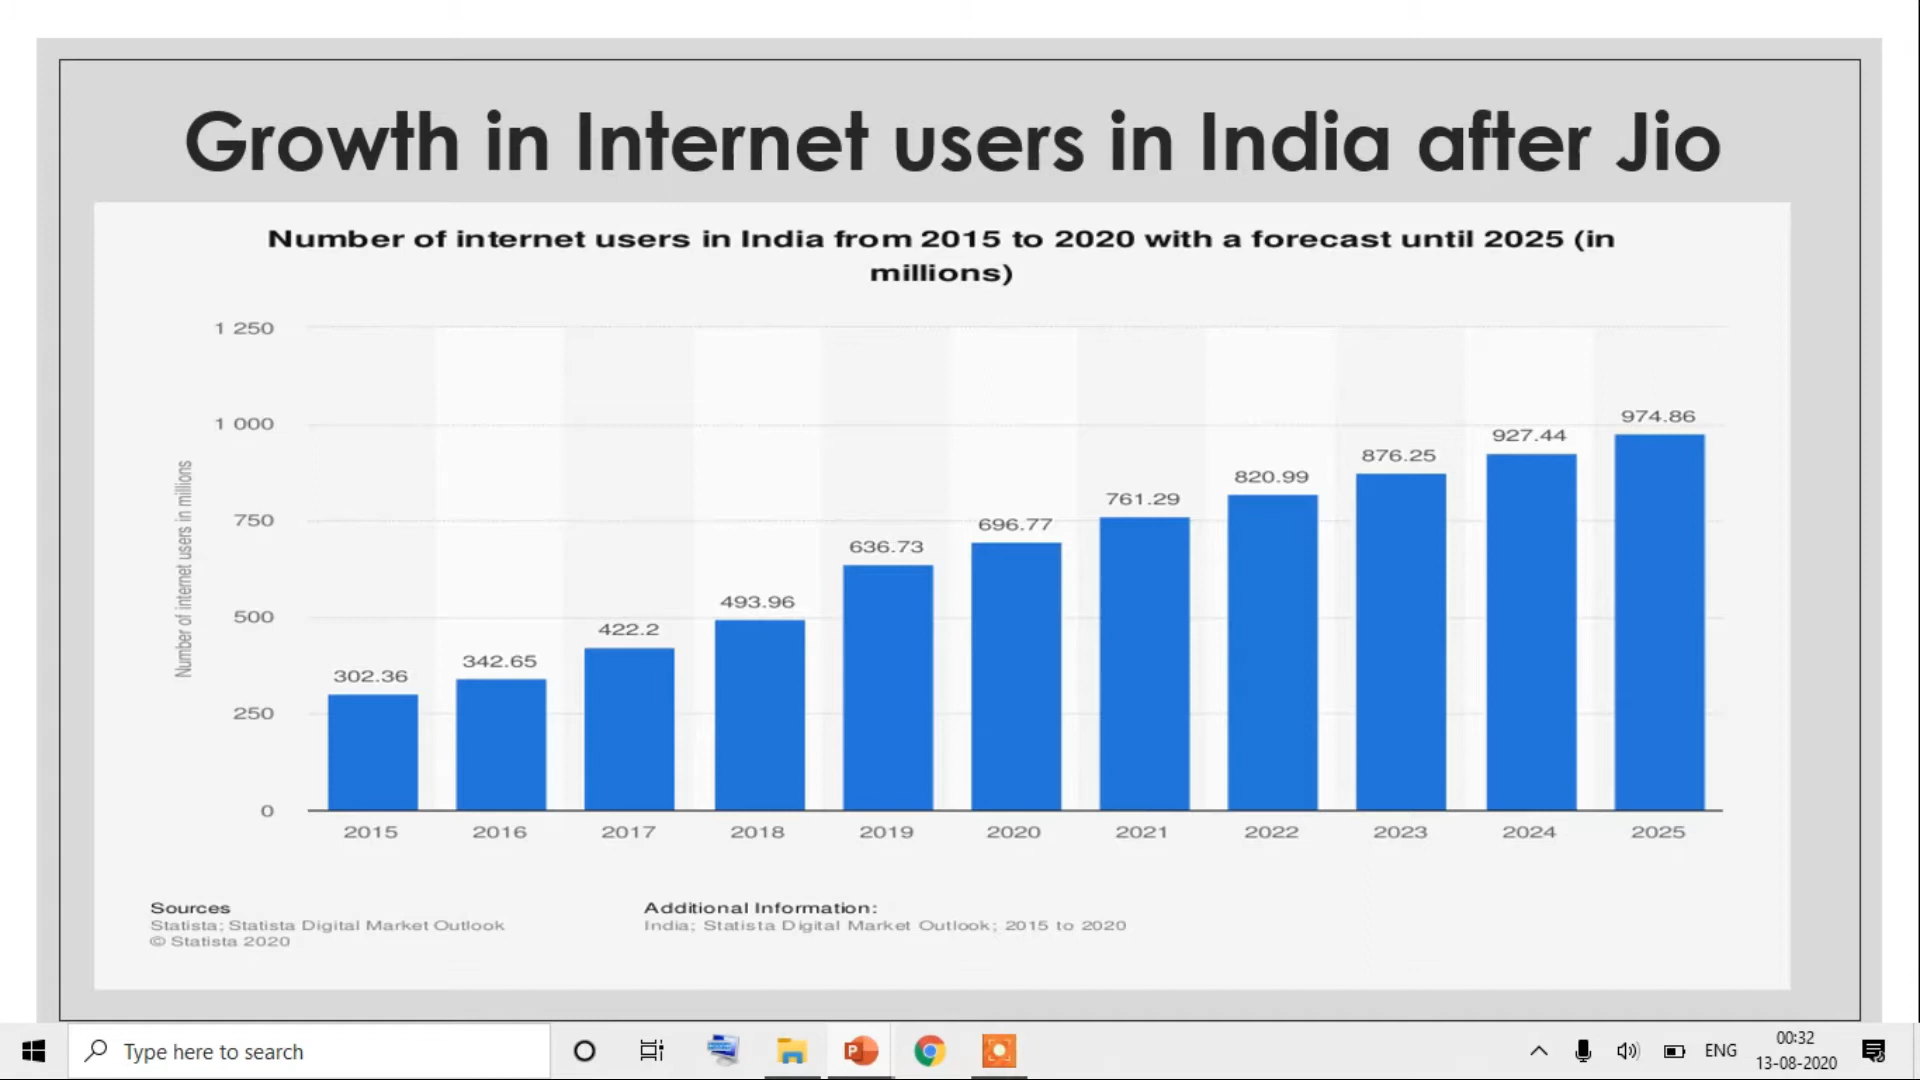 Growth in Internet users in India after Jio
Number of internet users in India from 2015 to 2020 with a forecast until 2025 (in
millions)
Number of internet users in millions
1 250
1 000
750
500
250
0
302.36
342.65
422.2
493.96
636.73
696.77
761.29
820.99
876.25
927.44
974.86
2015 2016 2017 2018 2019 2020 2021 2022 2023 2024 2025
Sources
Statista; Statista Digital Market Outlook
© Statista 2020
Additional Information:
India; Statista Digital Market Outlook; 2015 to 2020
Type here to search
ENG
00:32
13-08-2020